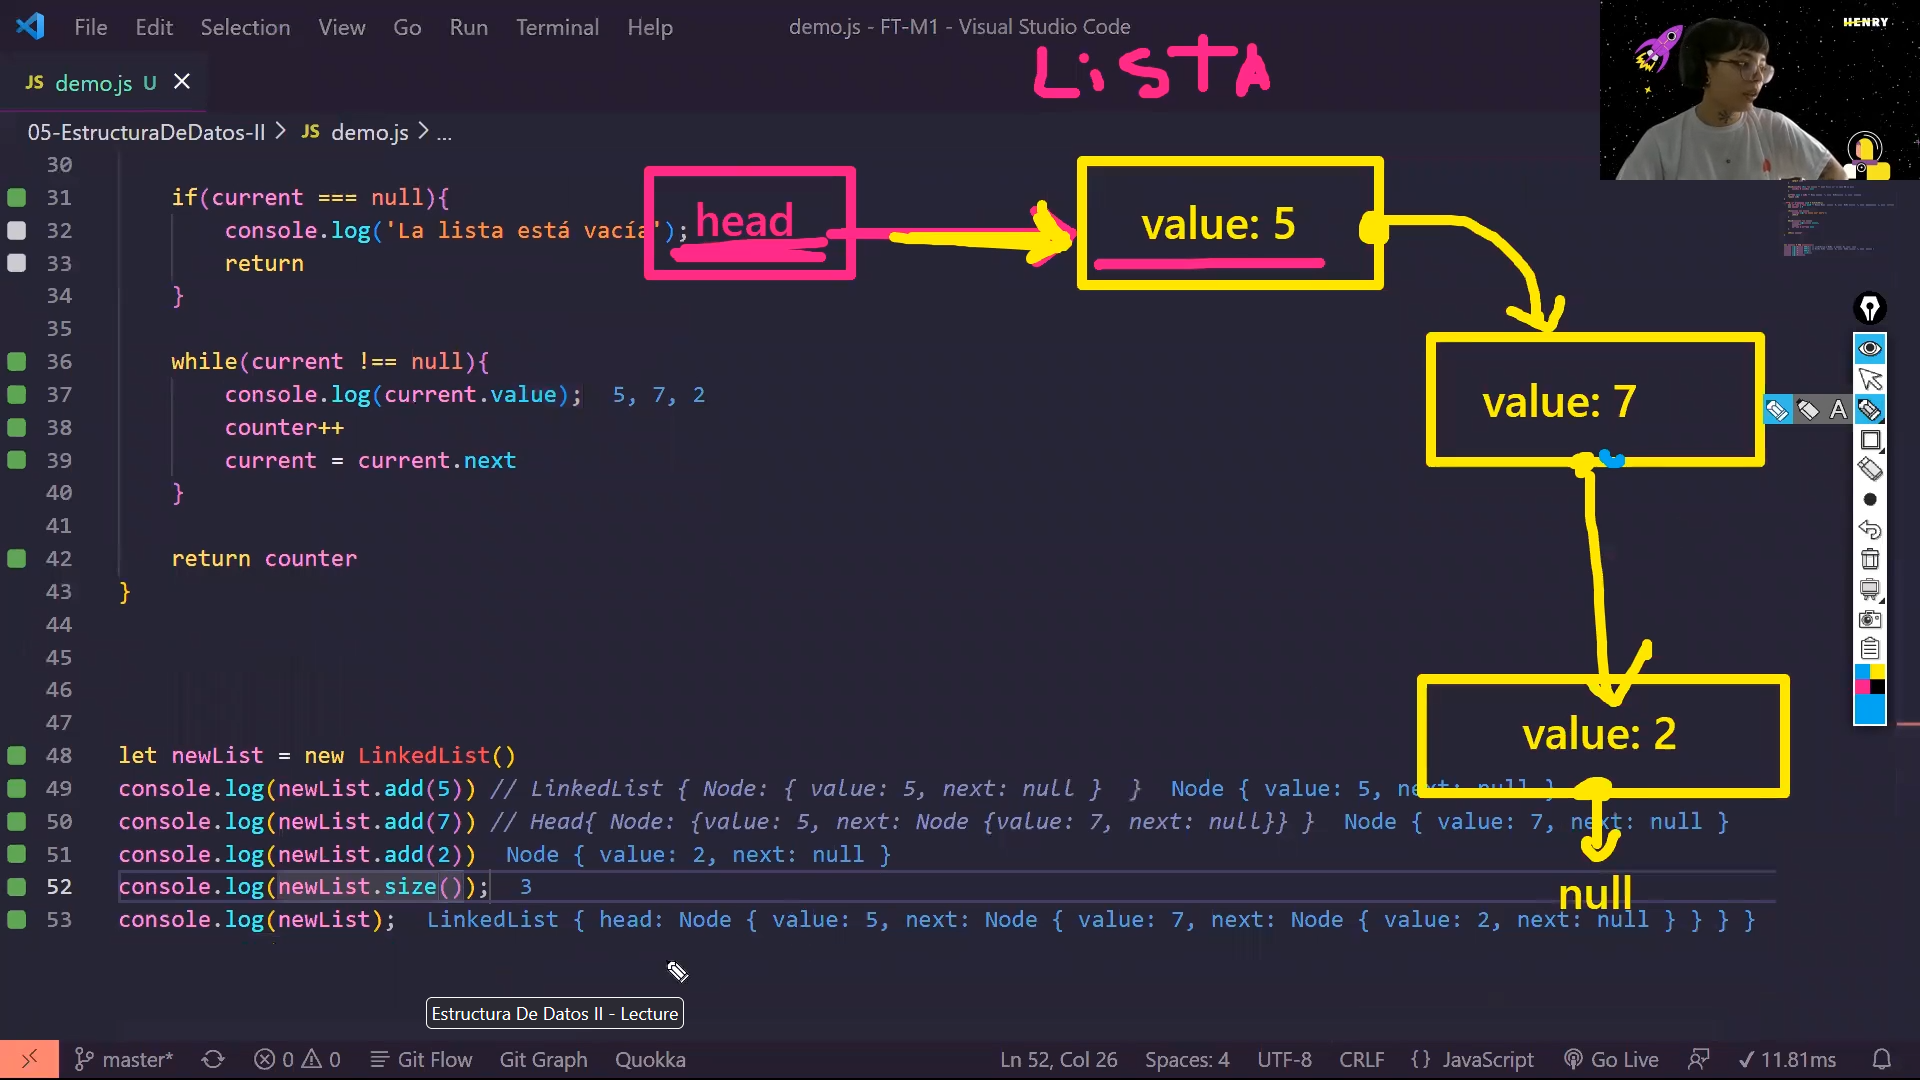 File Edit Selection View Go Run Terminal Help demo.js - FT-M1 - Visual Studio Code
HENRY
LiSTA
JS demo.js U
05-EstructuraDeDatos-II > JS demo.js > ...
30
31 if(current === null){
32 console.log('La lista está vacía');
33 return
34 }
35
36 while(current !== null){
37 console.log(current.value); 5, 7, 2
38 counter++
39 current = current.next
40 }
41
42 return counter
43 }
44
45
46
47
48 let newList = new LinkedList()
49 console.log(newList.add(5)) // LinkedList { Node: { value: 5, next: null } } Node { value: 5, next: null }
50 console.log(newList.add(7)) // Head{ Node: {value: 5, next: Node {value: 7, next: null}} } Node { value: 7, next: null }
51 console.log(newList.add(2)) Node { value: 2, next: null }
52 console.log(newList.size()); 3
53 console.log(newList); LinkedList { head: Node { value: 5, next: Node { value: 7, next: Node { value: 2, next: null } } } }
head
value: 5
value: 7
A
value: 2
null
Estructura De Datos II - Lecture
master* 0 0 Git Flow Git Graph Quokka Ln 52, Col 26 Spaces: 4 UTF-8 CRLF {} JavaScript Go Live ✓ 11.81ms